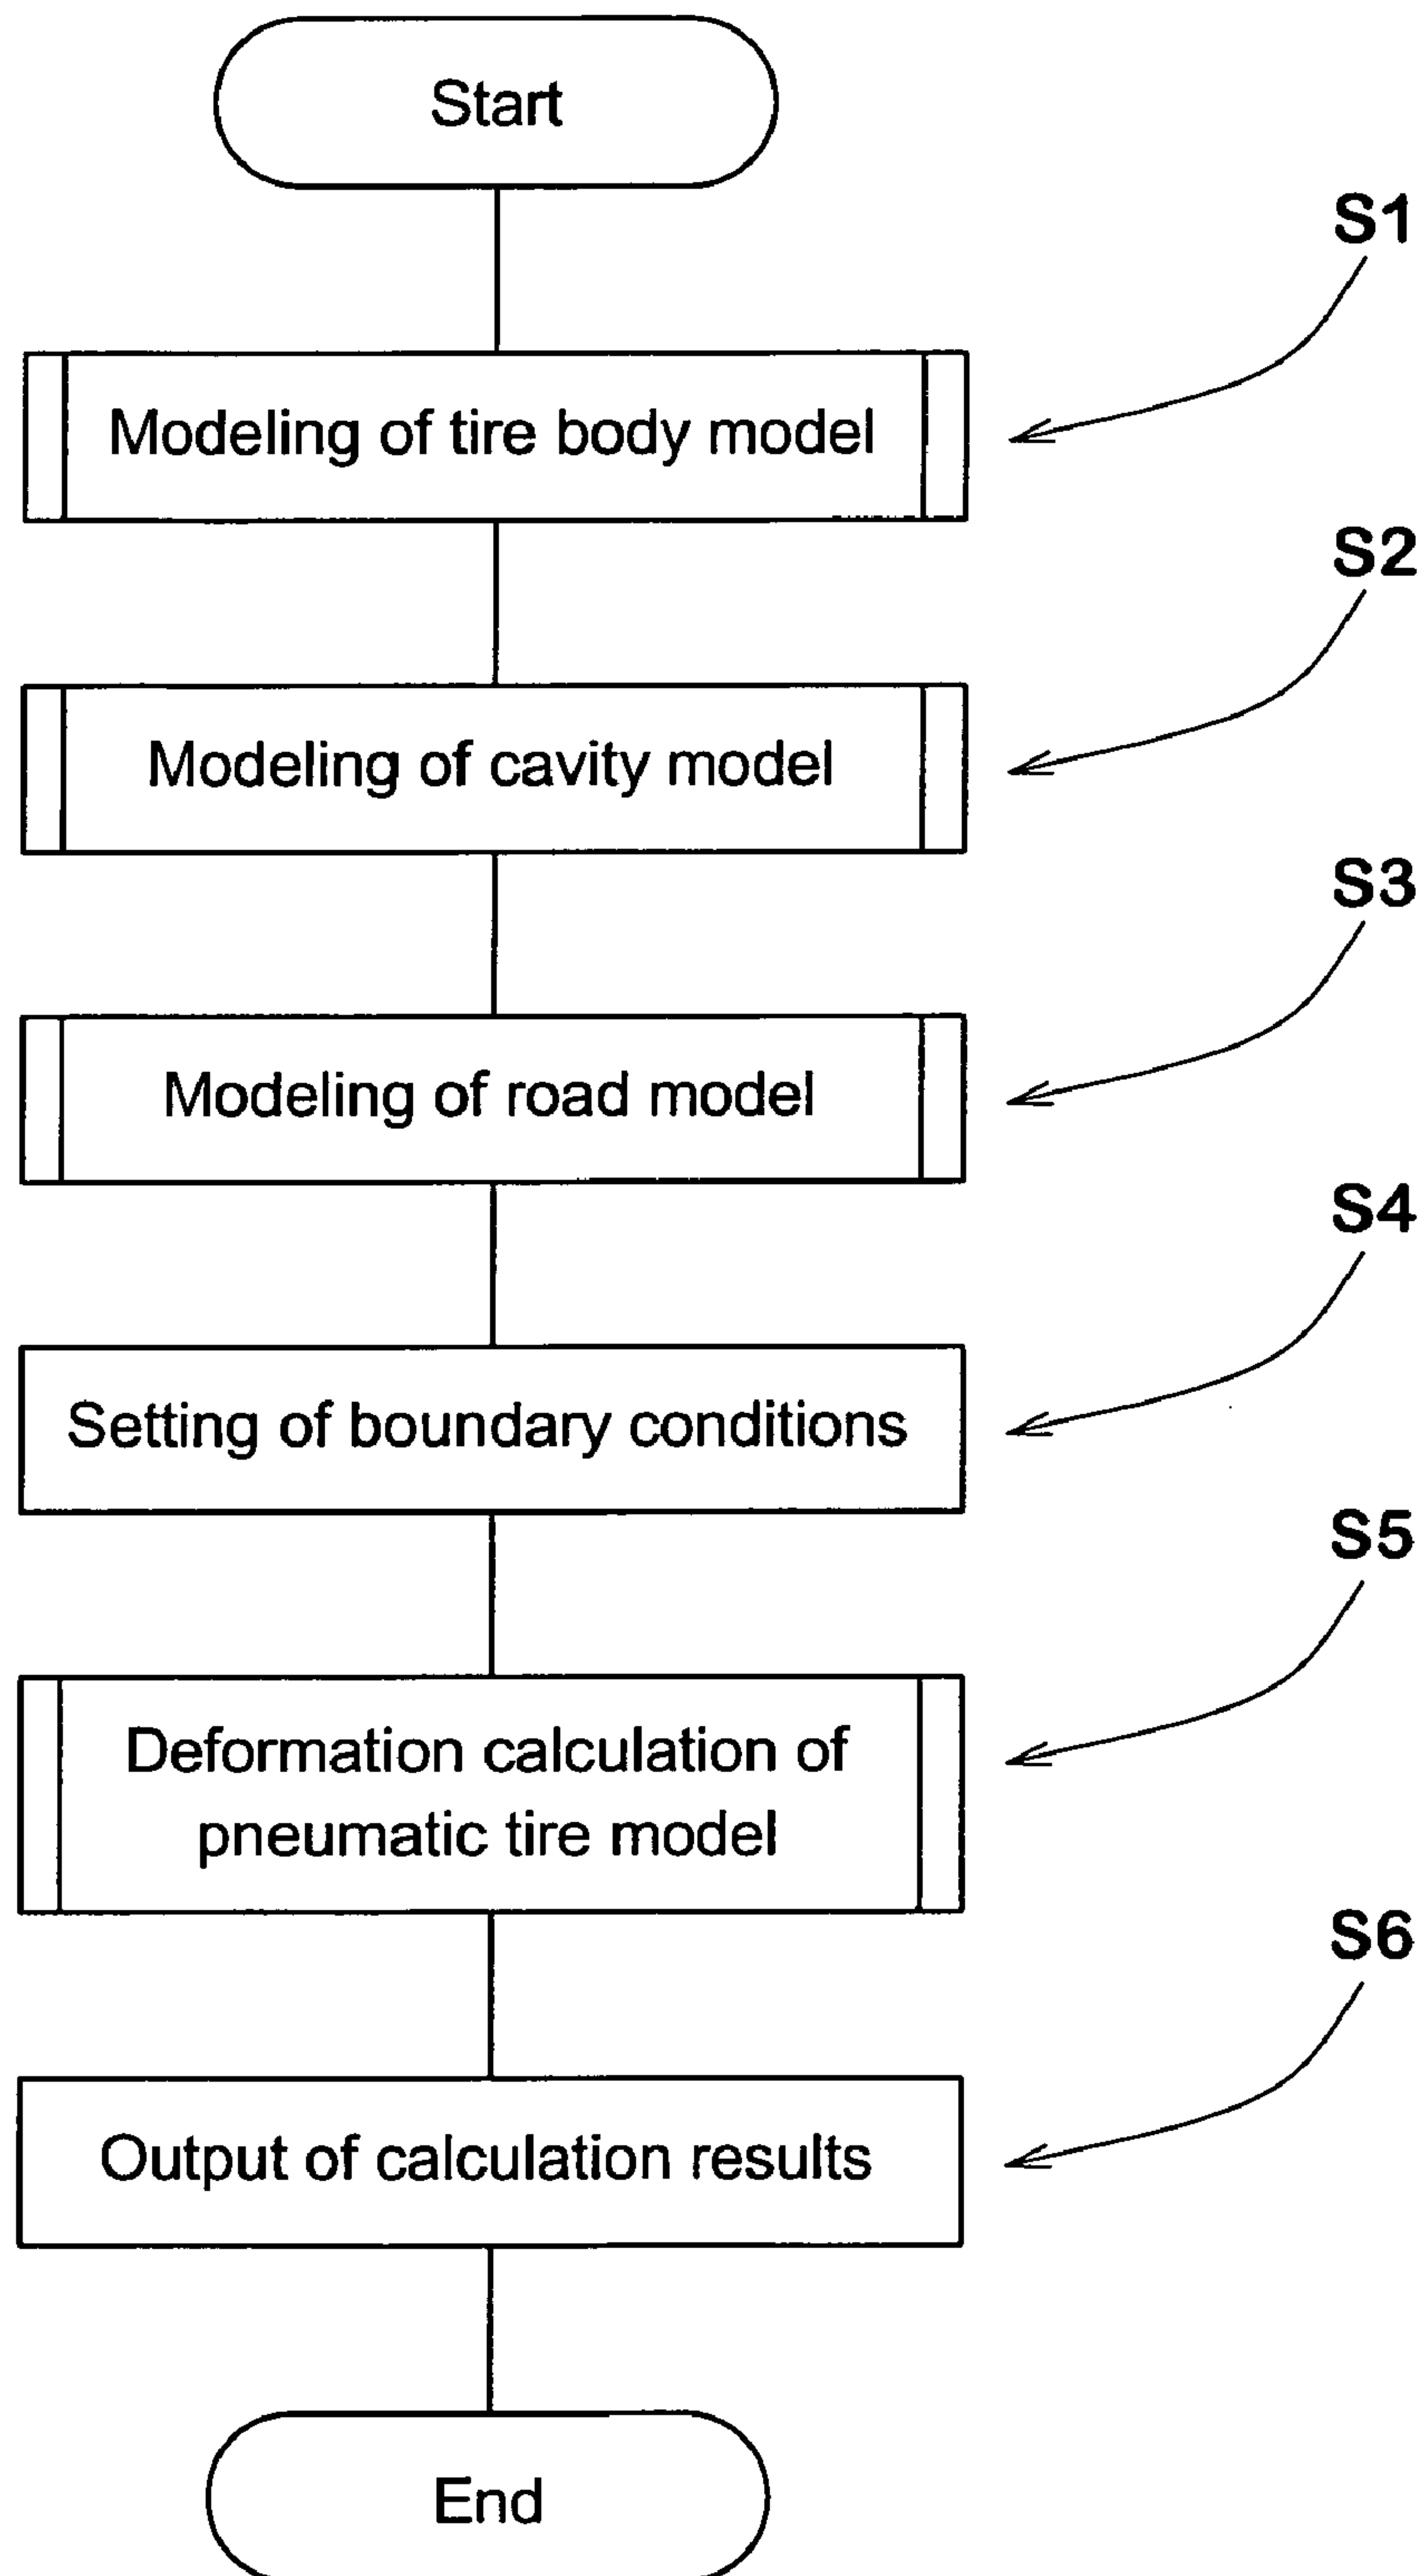 Start
S1
Modeling of tire body model
S2
Modeling of cavity model
S3
Modeling of road model
S4
Setting of boundary conditions
S5
Deformation calculation of
pneumatic tire model
S6
Output of calculation results
End